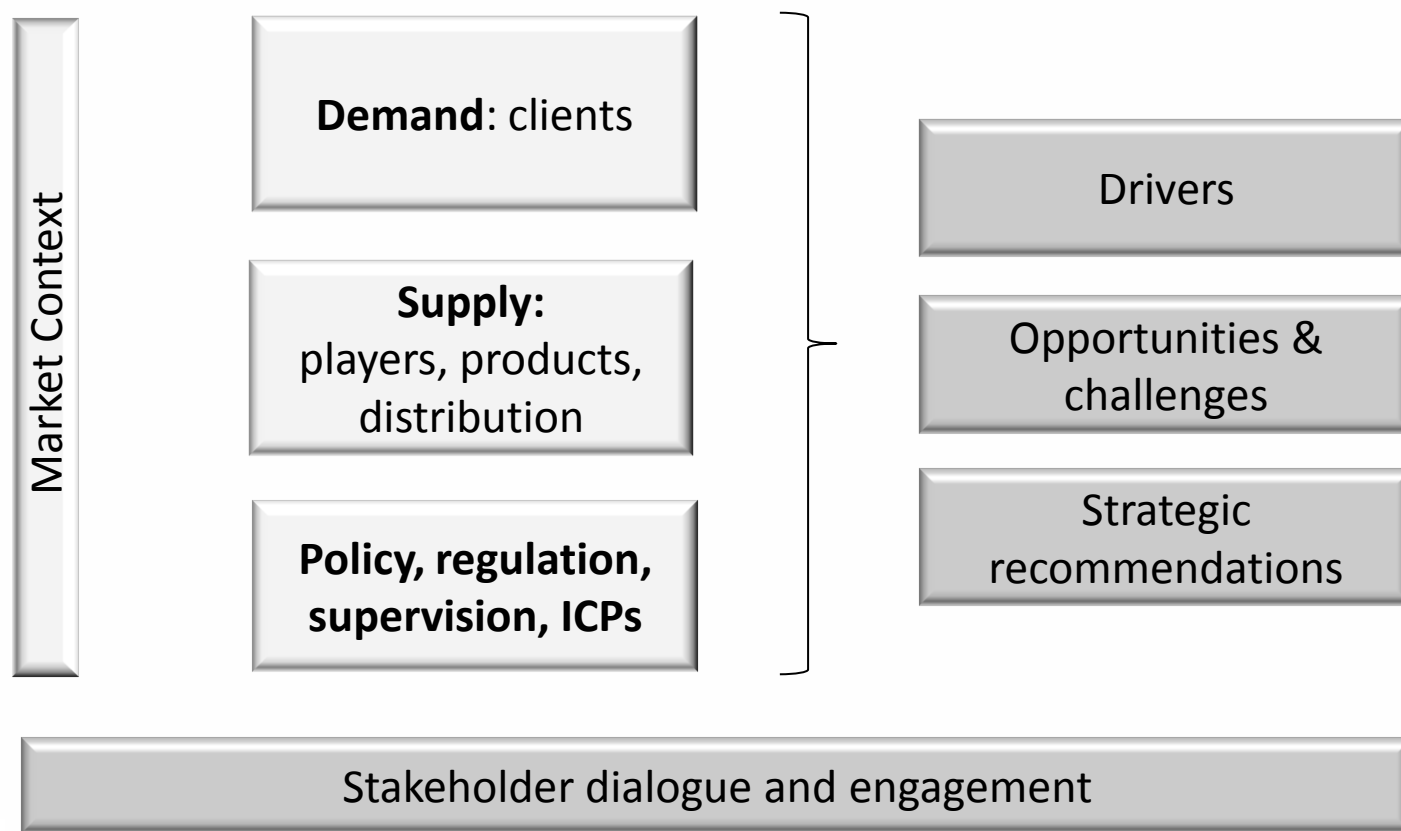 Market Context
Demand: clients
Supply:
players, products,
distribution
Policy, regulation,
supervision, ICPs
Drivers
Opportunities &
challenges
Strategic
recommendations
Stakeholder dialogue and engagement